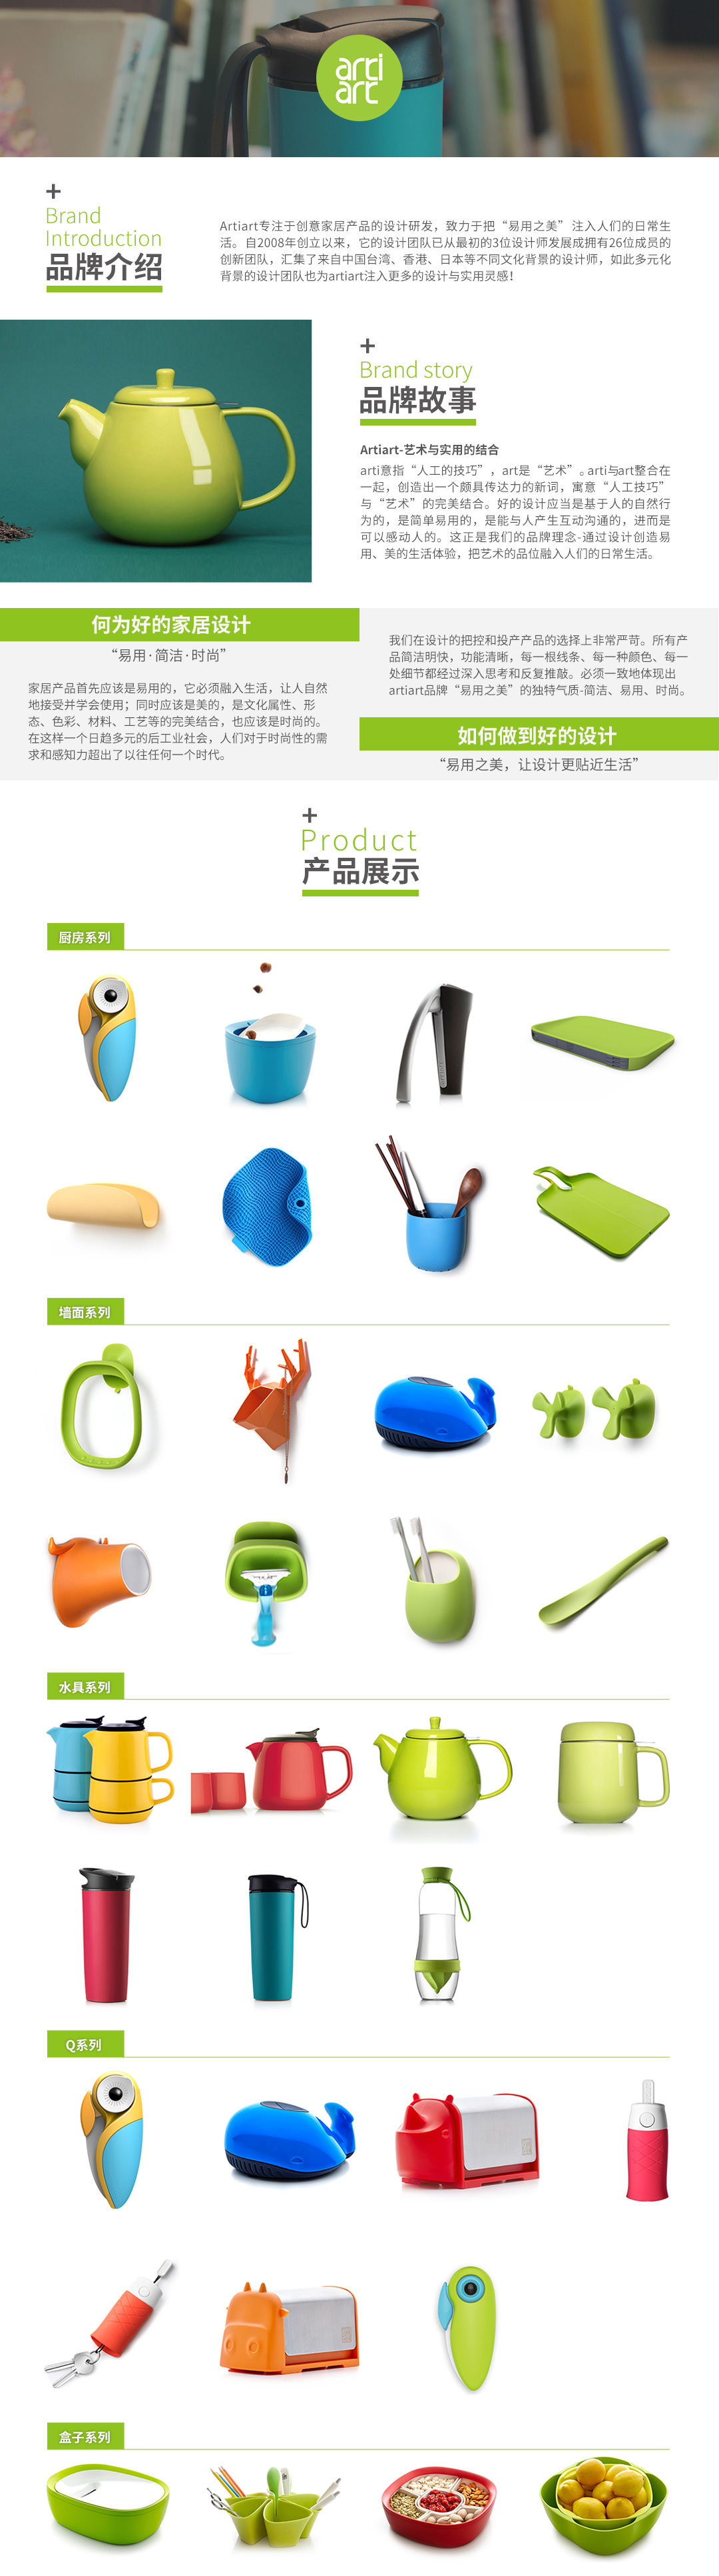 arti
art
Brand
Introduction
品牌介绍
Artiart专注于创意家居产品的设计研发，致力于把“易用之美”注入人们的日常生
活。自2008年创立以来，它的设计团队已从最初的3位设计师发展成拥有26位成员的
创新团队，汇集了来自中国台湾、香港、日本等不同文化背景的设计师，如此多元化
背景的设计团队也为artiart注入更多的设计与实用灵感！
Brand story
品牌故事
Artiart-艺术与实用的结合
arti意指“人工的技巧”，art是“艺术”。arti与art整合在
一起，创造出一个颇具传达力的新词，寓意“人工技巧”
与“艺术”的完美结合。好的设计应当是基于人的自然行
为的，是简单易用的，是能与人产生互动沟通的，进而是
可以感动人的。这正是我们的品牌理念-通过设计创造易
用、美的生活体验，把艺术的品位融入人们的日常生活。
何为好的家居设计
“易用·简洁·时尚”
家居产品首先应该是易用的，它必须融入生活，让人自然
地接受并学会使用；同时应该是美的，是文化属性、形
态、色彩、材料、工艺等的完美结合，也应该是时尚的。
在这样一个日趋多元的后工业社会，人们对于时尚性的需
求和感知力超出了以往任何一个时代。
我们在设计的把控和投产产品的选择上非常严苛。所有产
品简洁明快，功能清晰，每一根线条、每一种颜色、每一
处细节都经过深入思考和反复推敲。必须一致地体现出
artiart品牌“易用之美”的独特气质-简洁、易用、时尚。
如何做到好的设计
“易用之美，让设计更贴近生活”
Product
产品展示
厨房系列
墙面系列
水具系列
Q系列
盒子系列